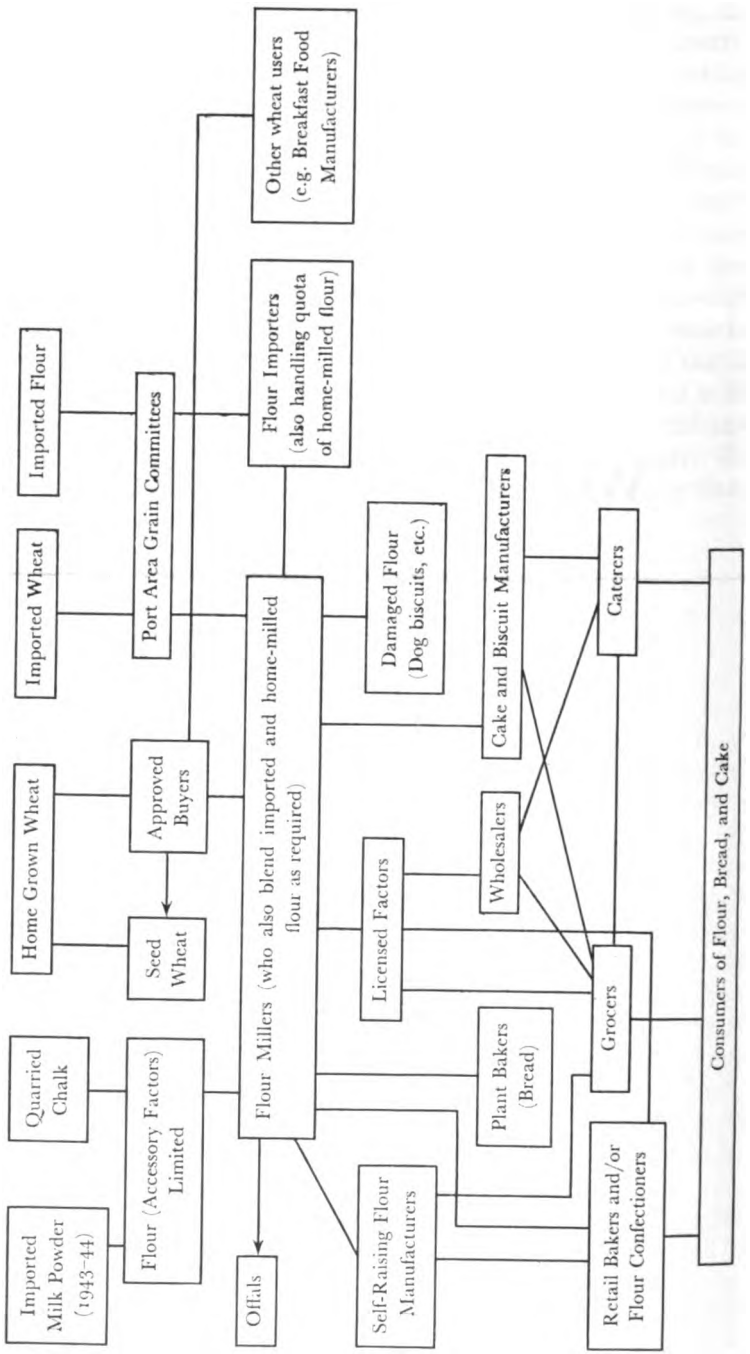 Imported
Milk Powder
(1943–44)
Quarried
Chalk
Home Grown Wheat
Imported Wheat
Imported Flour
Flour (Accessory Factors)
Limited
Seed
Wheat
Approved
Buyers
Port Area Grain Committees
Offals
Flour Millers (who also blend imported and home-milled
flour as required)
Flour Importers
(also handling quota
of home-milled flour)
Other wheat users
(e.g. Breakfast Food
Manufacturers)
Self-Raising Flour
Manufacturers
Plant Bakers
(Bread)
Licensed Factors
Damaged Flour
(Dog biscuits, etc.)
Wholesalers
Cake and Biscuit Manufacturers
Retail Bakers and/or
Flour Confectioners
Grocers
Caterers
Consumers of Flour, Bread, and Cake